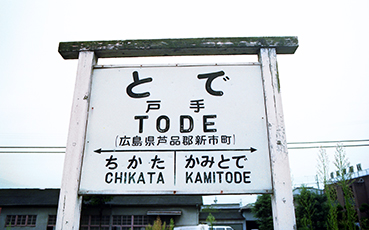 とで
戸手
TODE
(広島県芦品郡新市町)
ちかた かみとで
CHIKATA KAMITODE